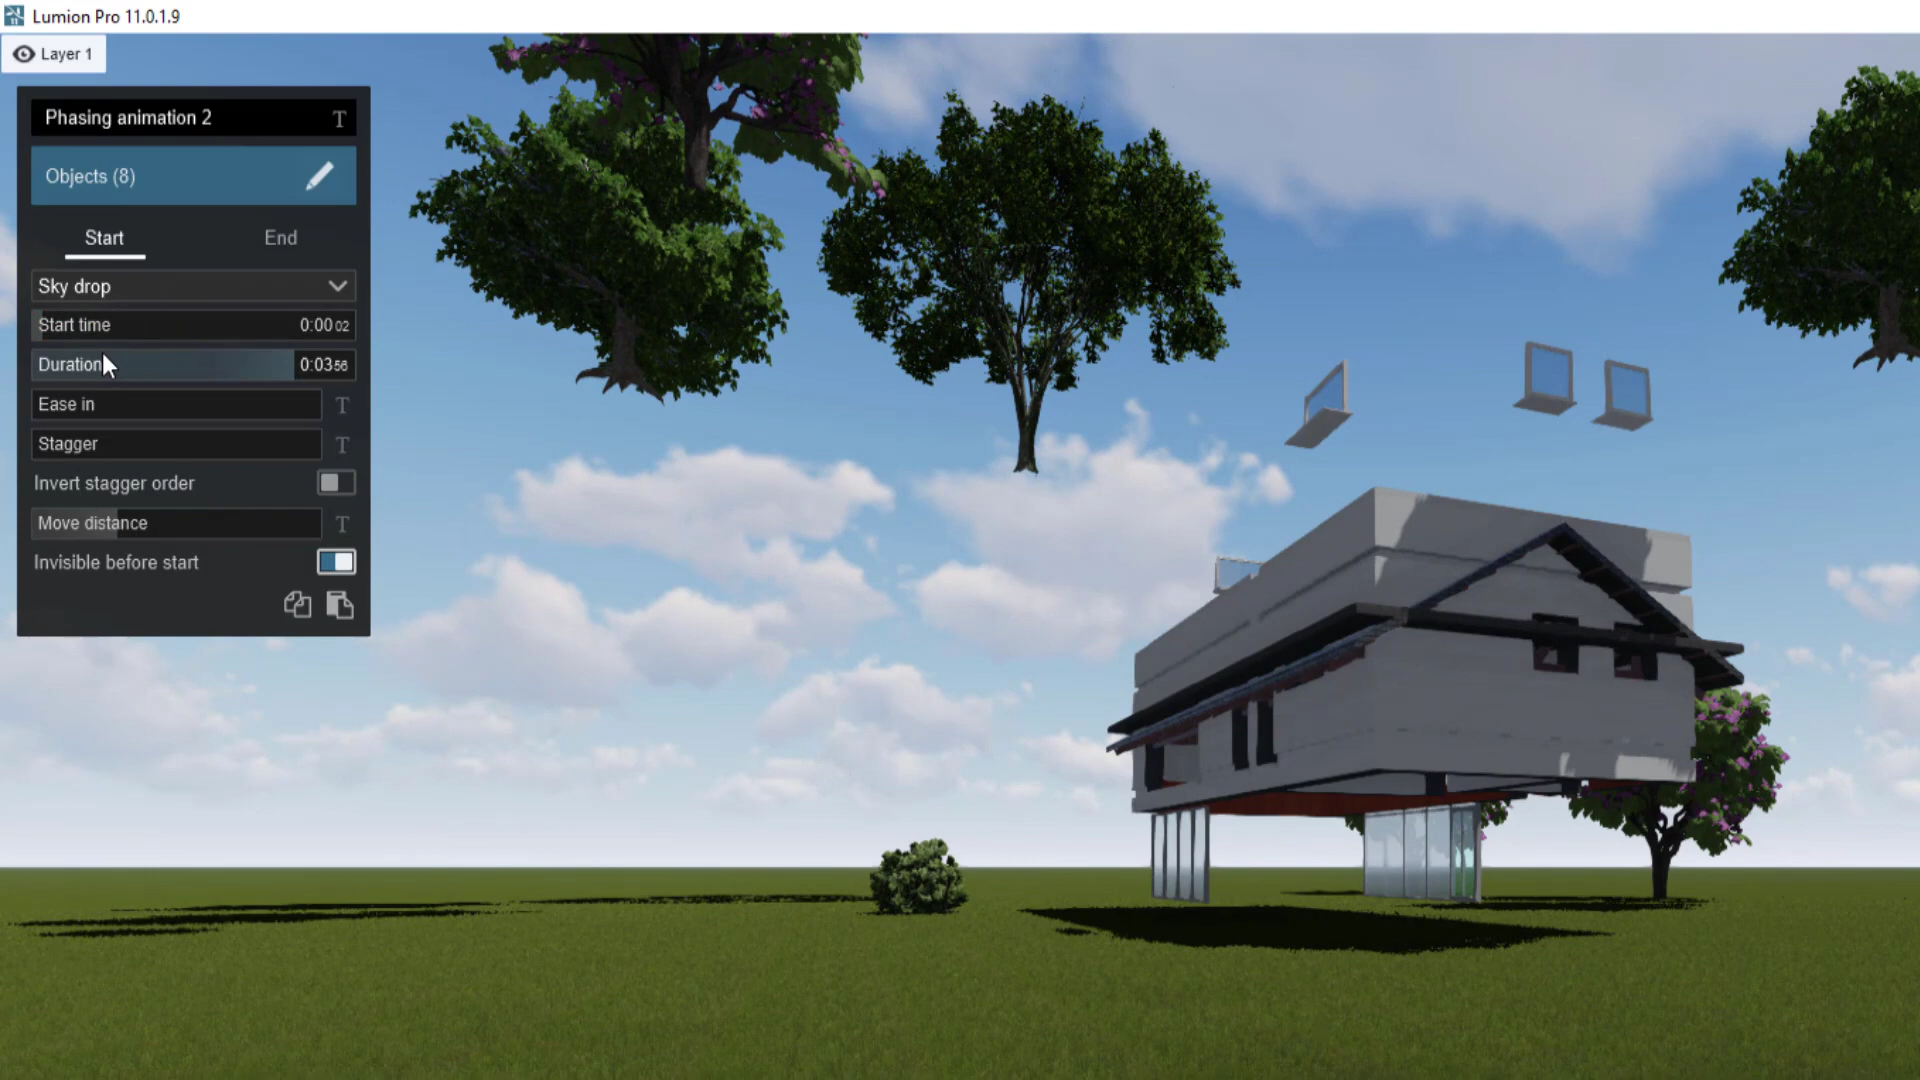 Lumion Pro 11.0.1.9
Layer 1
Phasing animation 2 T
Objects (8)
Start End
Sky drop
Start time 0:00 02
Duration 0:03 56
Ease in T
Stagger T
Invert stagger order
Move distance T
Invisible before start